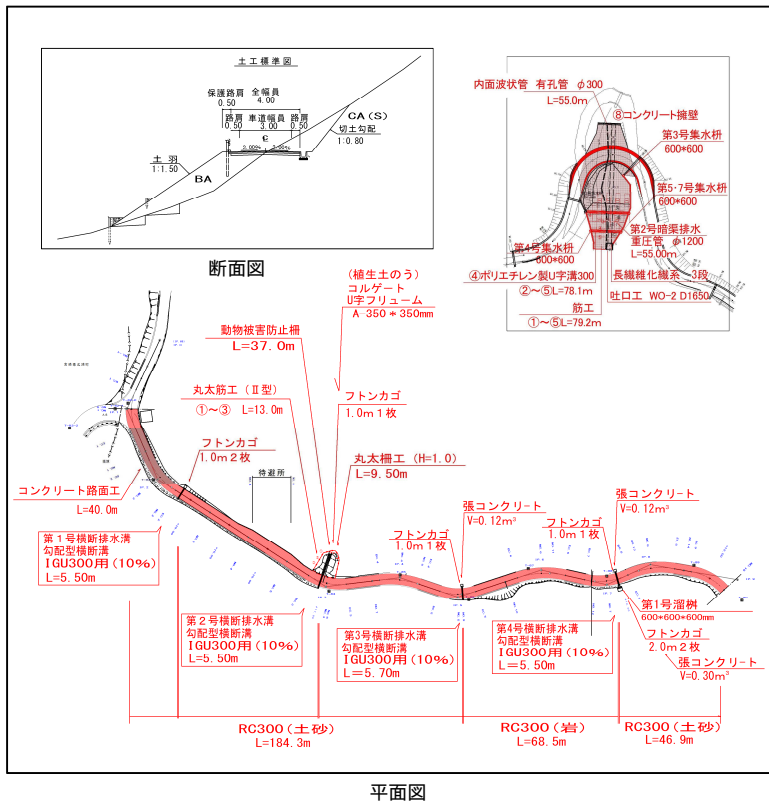 土工標準図
保護路肩 全幅員
0.50 4.00
路肩 車道幅員 路肩
0.50 3.00 0.50
CA(S)
切土勾配
1:0.80
土羽
1:1.50
BA
断面図
内面波状管 有孔管 φ300
L=55.0m
⑧コンクリート擁壁
第3号集水枡
600*600
第5・7号集水枡
600*600
第2号暗渠排水
重圧管 φ1200
L=55.00m
第4号集水枡
600*600
④ポリエチレン製U字溝300
②~⑤L=78.1m
長繊維化繊系 3段
吐口工 WO-2 D1650
筋工
①~⑤L=79.2m
(植生土のう)
コルゲート
U字フリューム
A-350*350mm
動物被害防止柵
L=37.0m
丸太筋工(Ⅱ型)
①~③ L=13.0m
フトンカゴ
1.0m1枚
フトンカゴ
1.0m2枚
待避所
丸太柵工(H=1.0)
L=9.50m
コンクリート路面工
L=40.0m
張コンクリート
V=0.12m³
フトンカゴ
1.0m1枚
張コンクリート
V=0.12m³
フトンカゴ
1.0m1枚
第1号横断排水溝
勾配型横断溝
IGU300用(10%)
L=5.50m
第2号横断排水溝
勾配型横断溝
IGU300用(10%)
L=5.50m
第3号横断排水溝
勾配型横断溝
IGU300用(10%)
L=5.70m
第4号横断排水溝
勾配型横断溝
IGU300用(10%)
L=5.50m
第1号溜桝
600*600*600mm
フトンカゴ
2.0m2枚
張コンクリート
V=0.30m³
RC300(土砂)
L=184.3m
RC300(岩)
L=68.5m
RC300(土砂)
L=46.9m
平面図